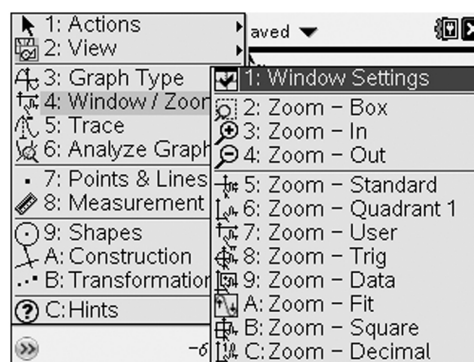 1: Actions
2: View
3: Graph Type
4: Window / Zoor
5: Trace
6: Analyze Graph
7: Points & Lines
8: Measurement
9: Shapes
A: Construction
B: Transformation
C:Hints
aved
1: Window Settings
2: Zoom – Box
3: Zoom – In
4: Zoom – Out
5: Zoom – Standard
6: Zoom – Quadrant 1
7: Zoom – User
8: Zoom – Trig
9: Zoom – Data
A: Zoom – Fit
B: Zoom – Square
C: Zoom – Decimal
-6